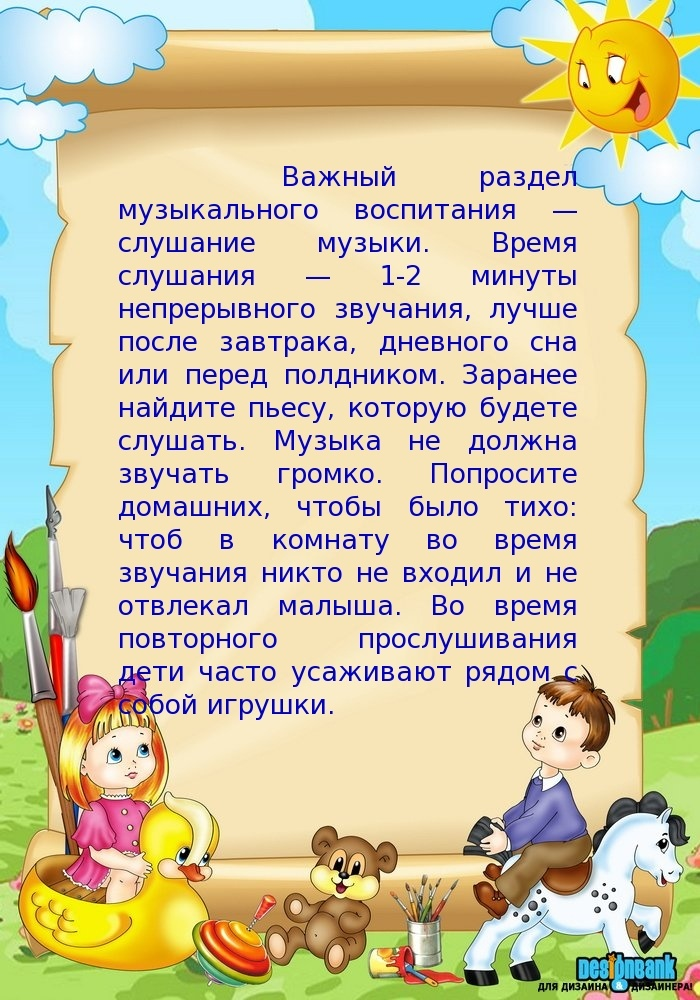 Важный раздел
музыкального воспитания —
слушание музыки. Время
слушания — 1-2 минуты
непрерывного звучания, лучше
после завтрака, дневного сна
или перед полдником. Заранее
найдите пьесу, которую будете
слушать. Музыка не должна
звучать громко. Попросите
домашних, чтобы было тихо:
чтоб в комнату во время
звучания никто не входил и не
отвлекал малыша. Во время
повторного прослушивания
дети часто усаживают рядом с
собой игрушки.
DESIGNBANK
ДЛЯ ДИЗАЙНА & ДИЗАЙНЕРА!